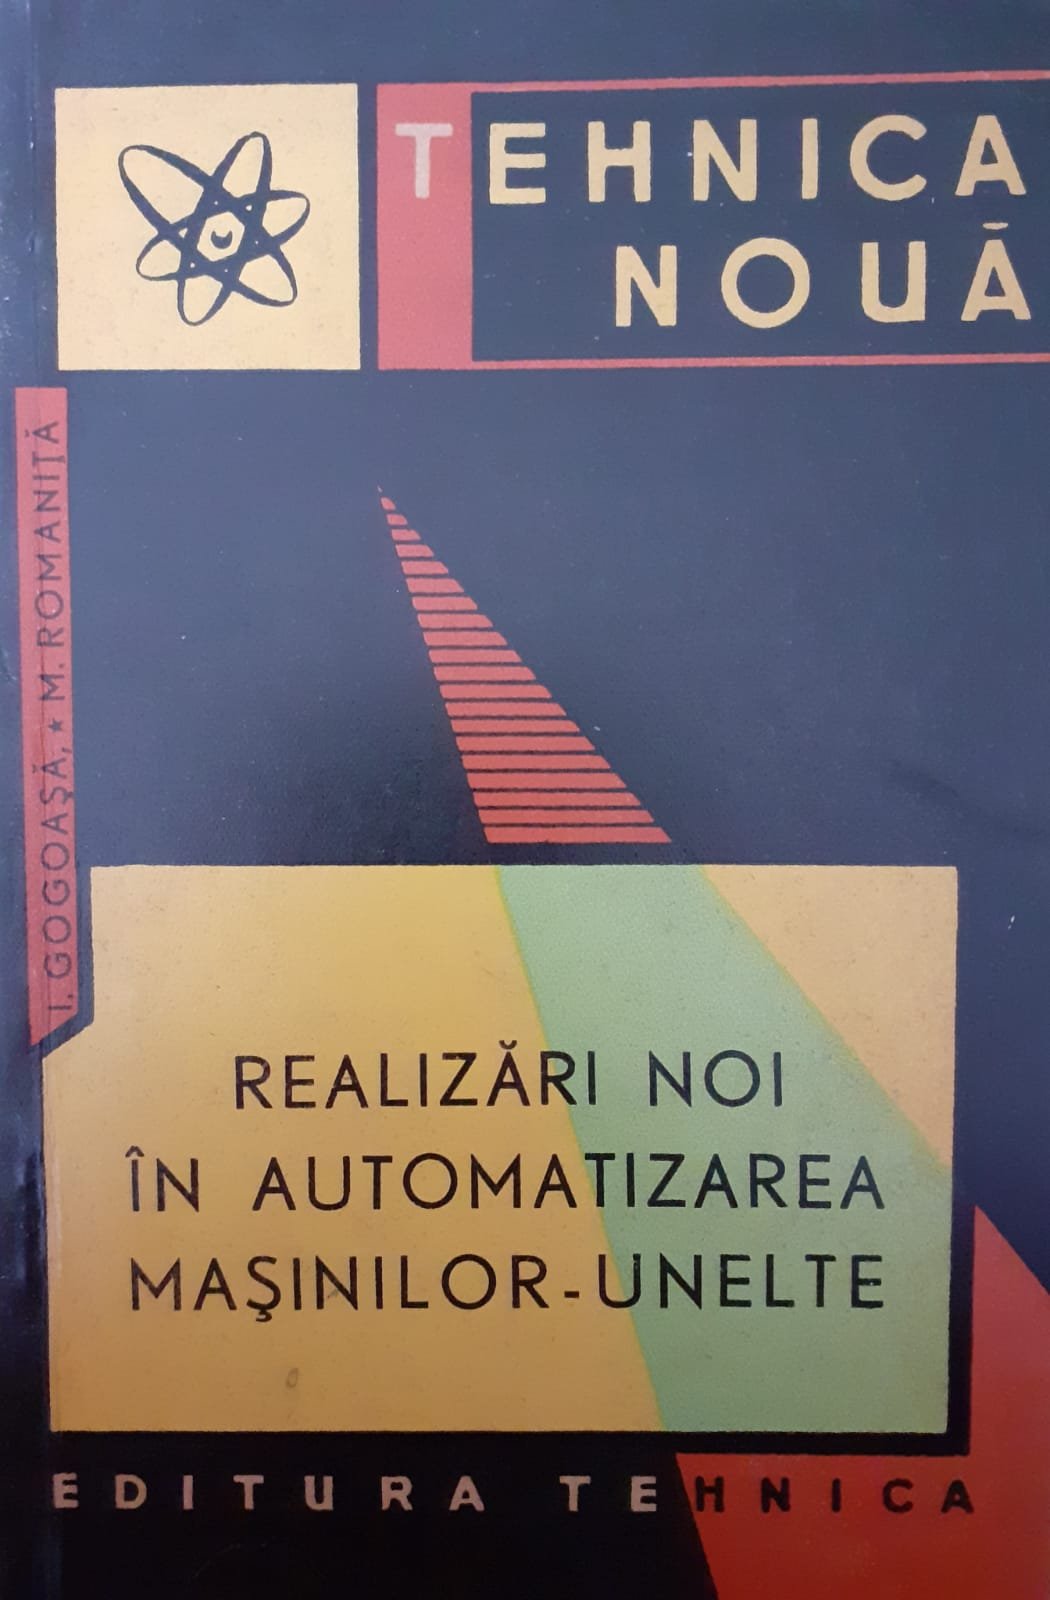 TEHNICA
NOUĂ
I. GOGOAŞĂ, ★ M. ROMANIŢĂ
REALIZĂRI NOI
ÎN AUTOMATIZAREA
MAŞINILOR-UNELTE
EDITURA TEHNICA